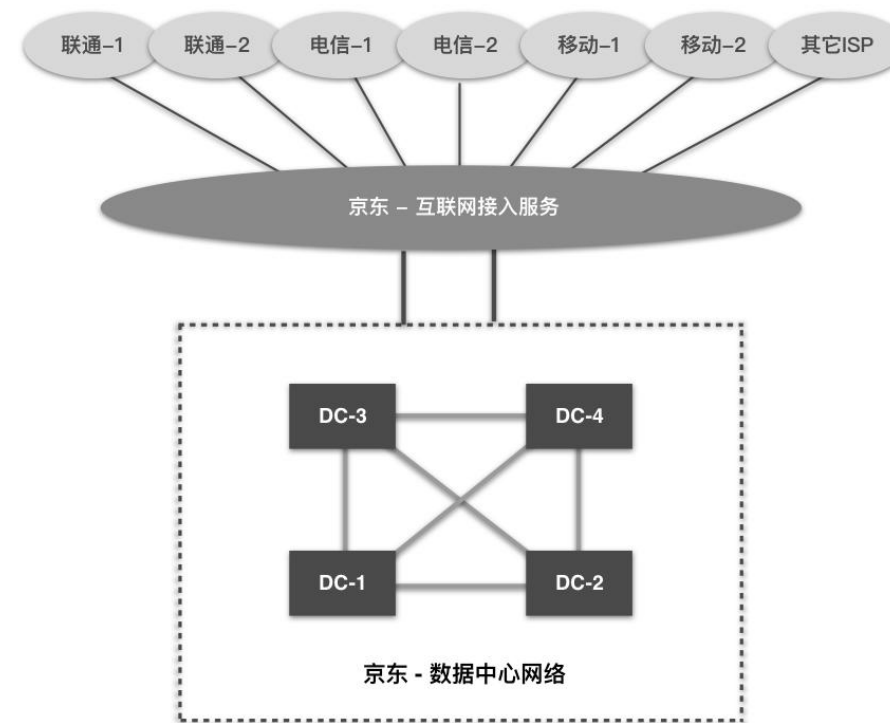 联通–1
联通–2
电信–1
电信–2
移动–1
移动–2
其它ISP
京东 – 互联网接入服务
DC-3
DC-4
DC-1
DC-2
京东 - 数据中心网络